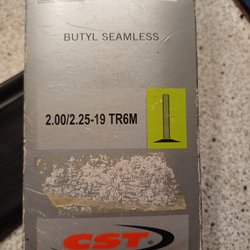 BUTYL SEAMLESS
2.00/2.25-19 TR6M
CST